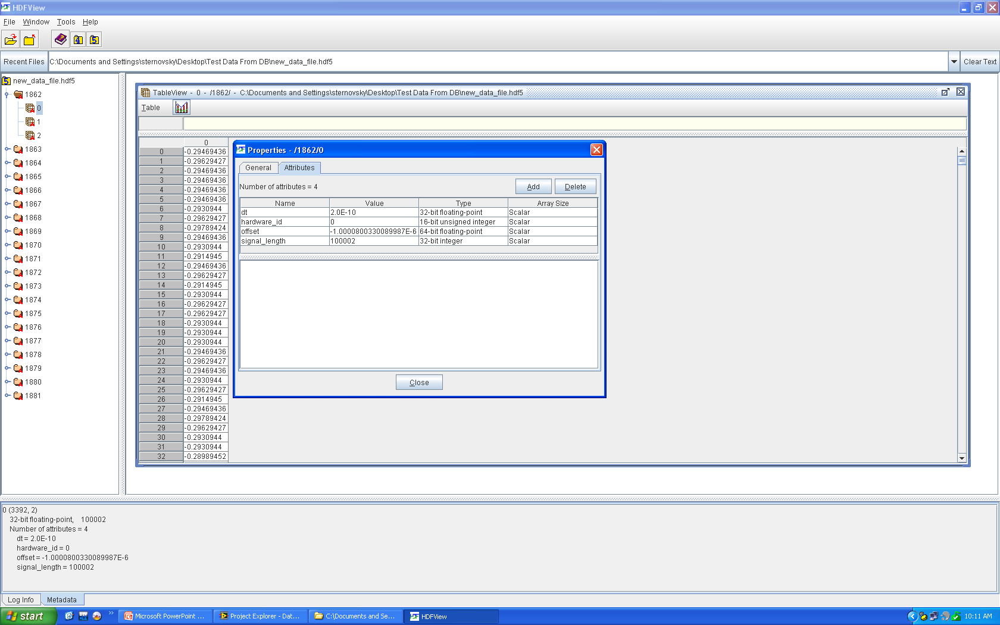 HDFView
File Window Tools Help
4 5
Recent Files C:\Documents and Settings\sternovsky\Desktop\Test Data From DB\new_data_file.hdf5 Clear Text
5 new_data_file.hdf5
1862
0
1
2
1863
1864
1865
1866
1867
1868
1869
1870
1871
1872
1873
1874
1875
1876
1877
1878
1879
1880
1881
TableView - 0 - /1862/ - C:\Documents and Settings\sternovsky\Desktop\Test Data From DB\new_data_file.hdf5
Table
0
0 -0.29469436
1 -0.29629427
2 -0.29469436
3 -0.29469436
4 -0.29469436
5 -0.29469436
6 -0.2930944
7 -0.29629427
8 -0.29789424
9 -0.29469436
10 -0.2930944
11 -0.2914945
12 -0.29469436
13 -0.29629427
14 -0.2914945
15 -0.2930944
16 -0.29629427
17 -0.29629427
18 -0.2930944
19 -0.2930944
20 -0.2930944
21 -0.29469436
22 -0.29629427
23 -0.29469436
24 -0.2930944
25 -0.29629427
26 -0.2914945
27 -0.29469436
28 -0.29789424
29 -0.29629427
30 -0.2930944
31 -0.2930944
32 -0.28989452
Properties - /1862/0
General Attributes
Number of attributes = 4 Add Delete
Name Value Type Array Size
dt 2.0E-10 32-bit floating-point Scalar
hardware_id 0 16-bit unsigned integer Scalar
offset -1.0000800330089987E-6 64-bit floating-point Scalar
signal_length 100002 32-bit integer Scalar
Close
0 (3392, 2)
32-bit floating-point, 100002
Number of attributes = 4
dt = 2.0E-10
hardware_id = 0
offset = -1.0000800330089987E-6
signal_length = 100002
Log Info Metadata
start Microsoft PowerPoint ... Project Explorer - Dat... C:\Documents and Se... HDFView 10:11 AM